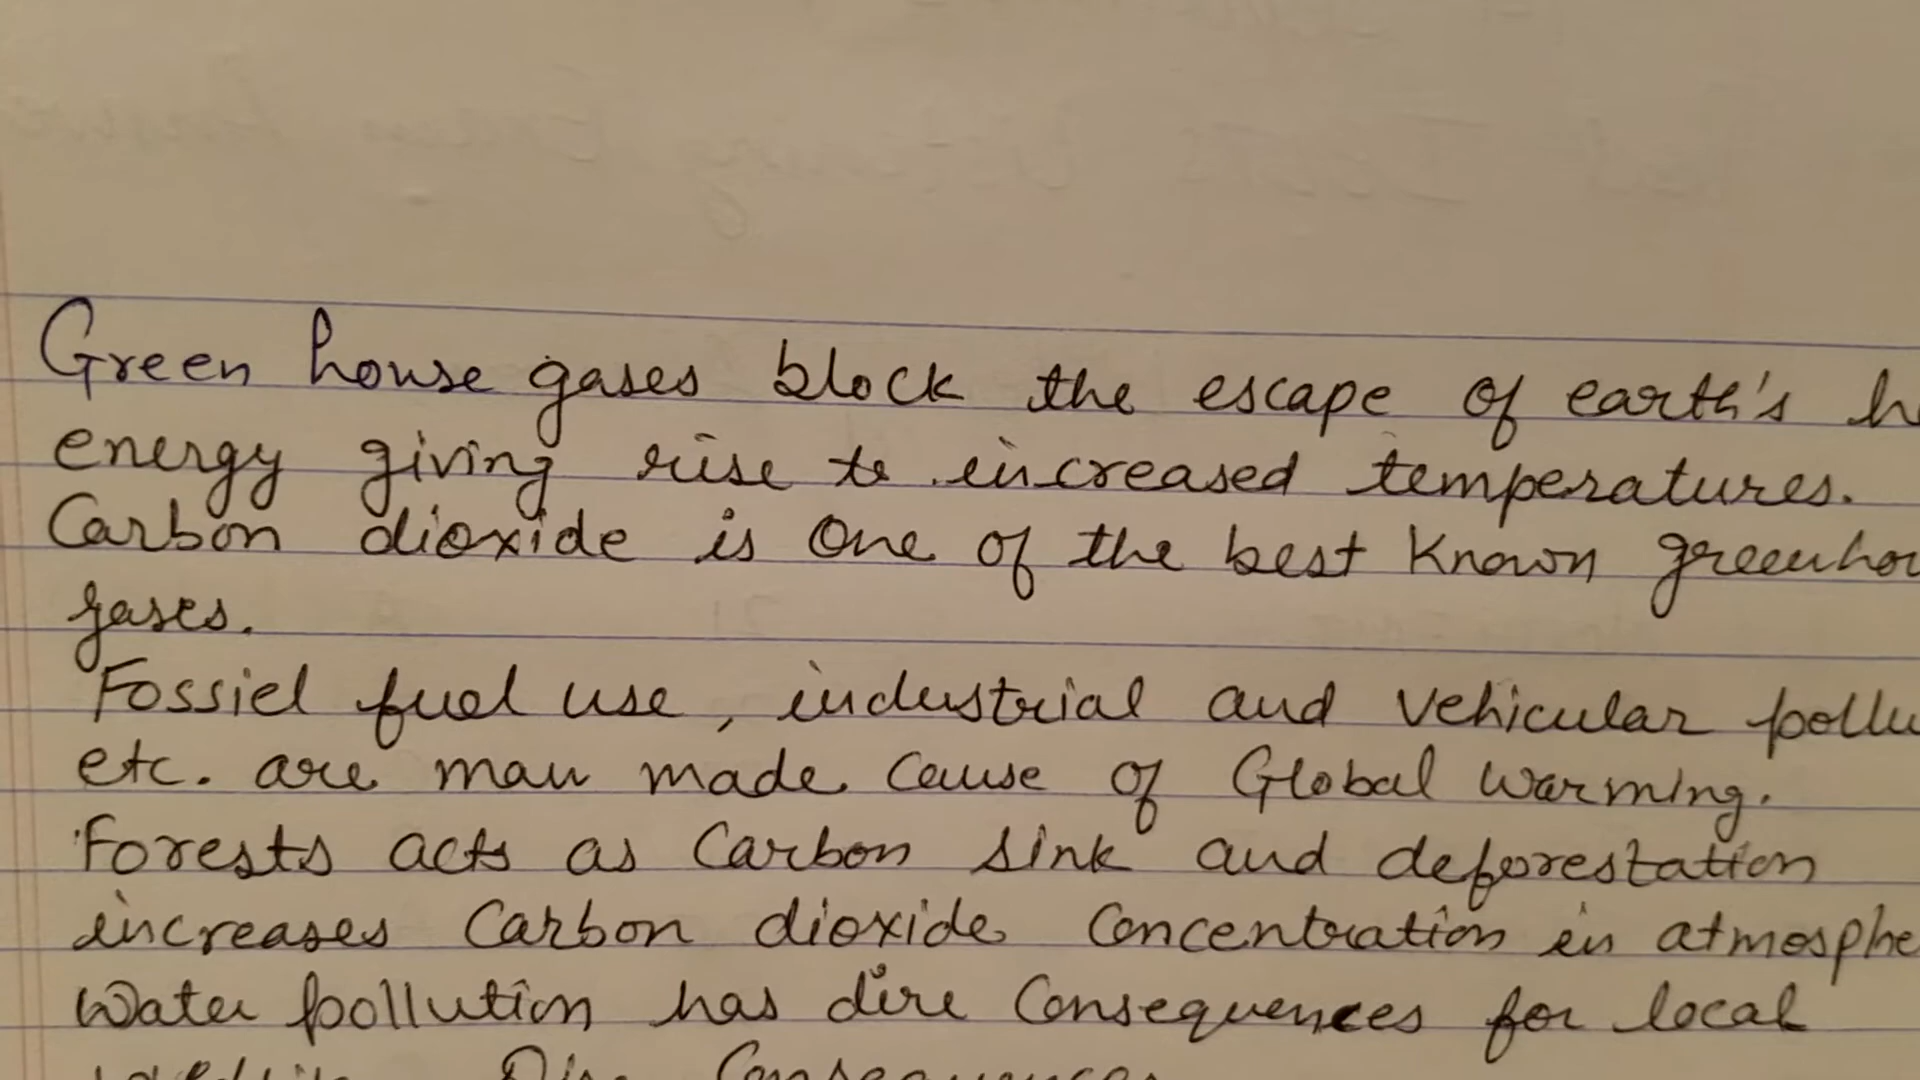 Green house gases block the escape of earth's
energy giving rise to increased temperatures.
Carbon dioxide is one of the best known
gases.
Fossiel fuel use, industrial and vehicular
etc. are man made cause of Global warming.
Forests acts as Carbon sink and deforestation
increases Carbon dioxide Concentration in
Water pollution has dire Consequences for local
Consequences